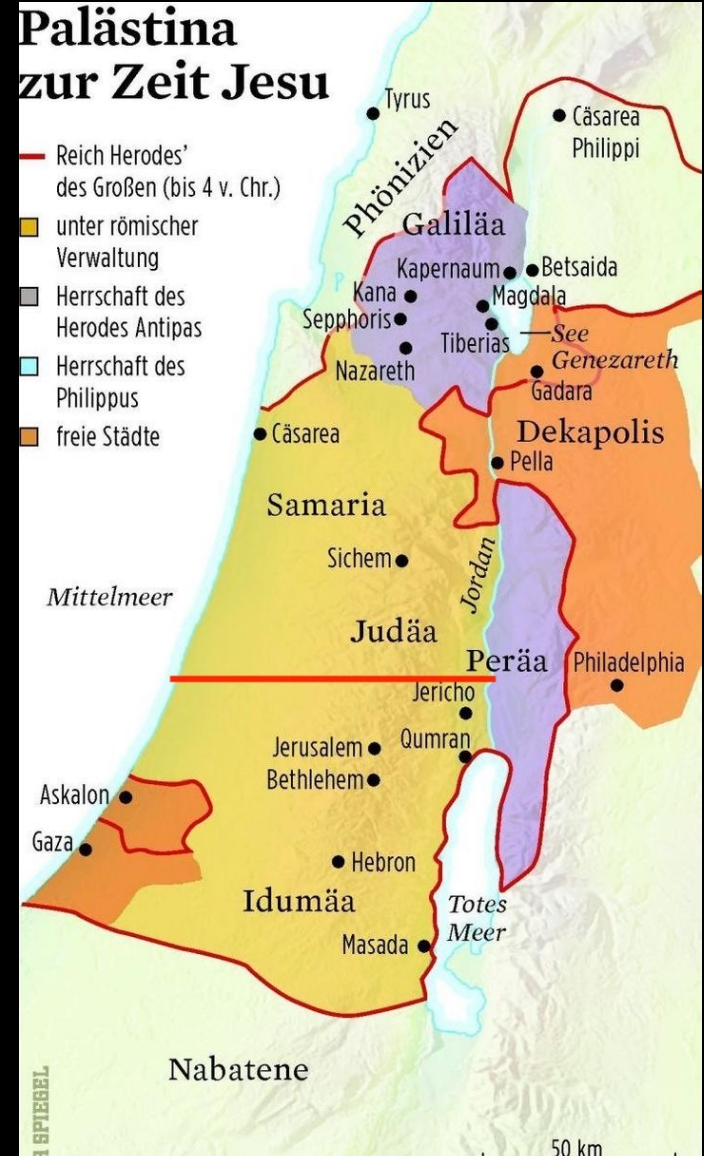 Palästina
zur Zeit Jesu
Reich Herodes'
des Großen (bis 4 v. Chr.)
unter römischer
Verwaltung
Herrschaft des
Herodes Antipas
Herrschaft des
Philippus
freie Städte
Tyrus
Cäsarea
Philippi
Phönizien
Galiläa
Kapernaum
Betsaida
Kana
Magdala
Sepphoris
Tiberias
See
Genezareth
Nazareth
Gadara
Cäsarea
Dekapolis
Pella
Samaria
Sichem
Jordan
Mittelmeer
Judäa
Peräa
Philadelphia
Jericho
Jerusalem
Qumran
Bethlehem
Askalon
Gaza
Hebron
Idumäa
Totes
Meer
Masada
Nabatene
SPIEGEL
50 km